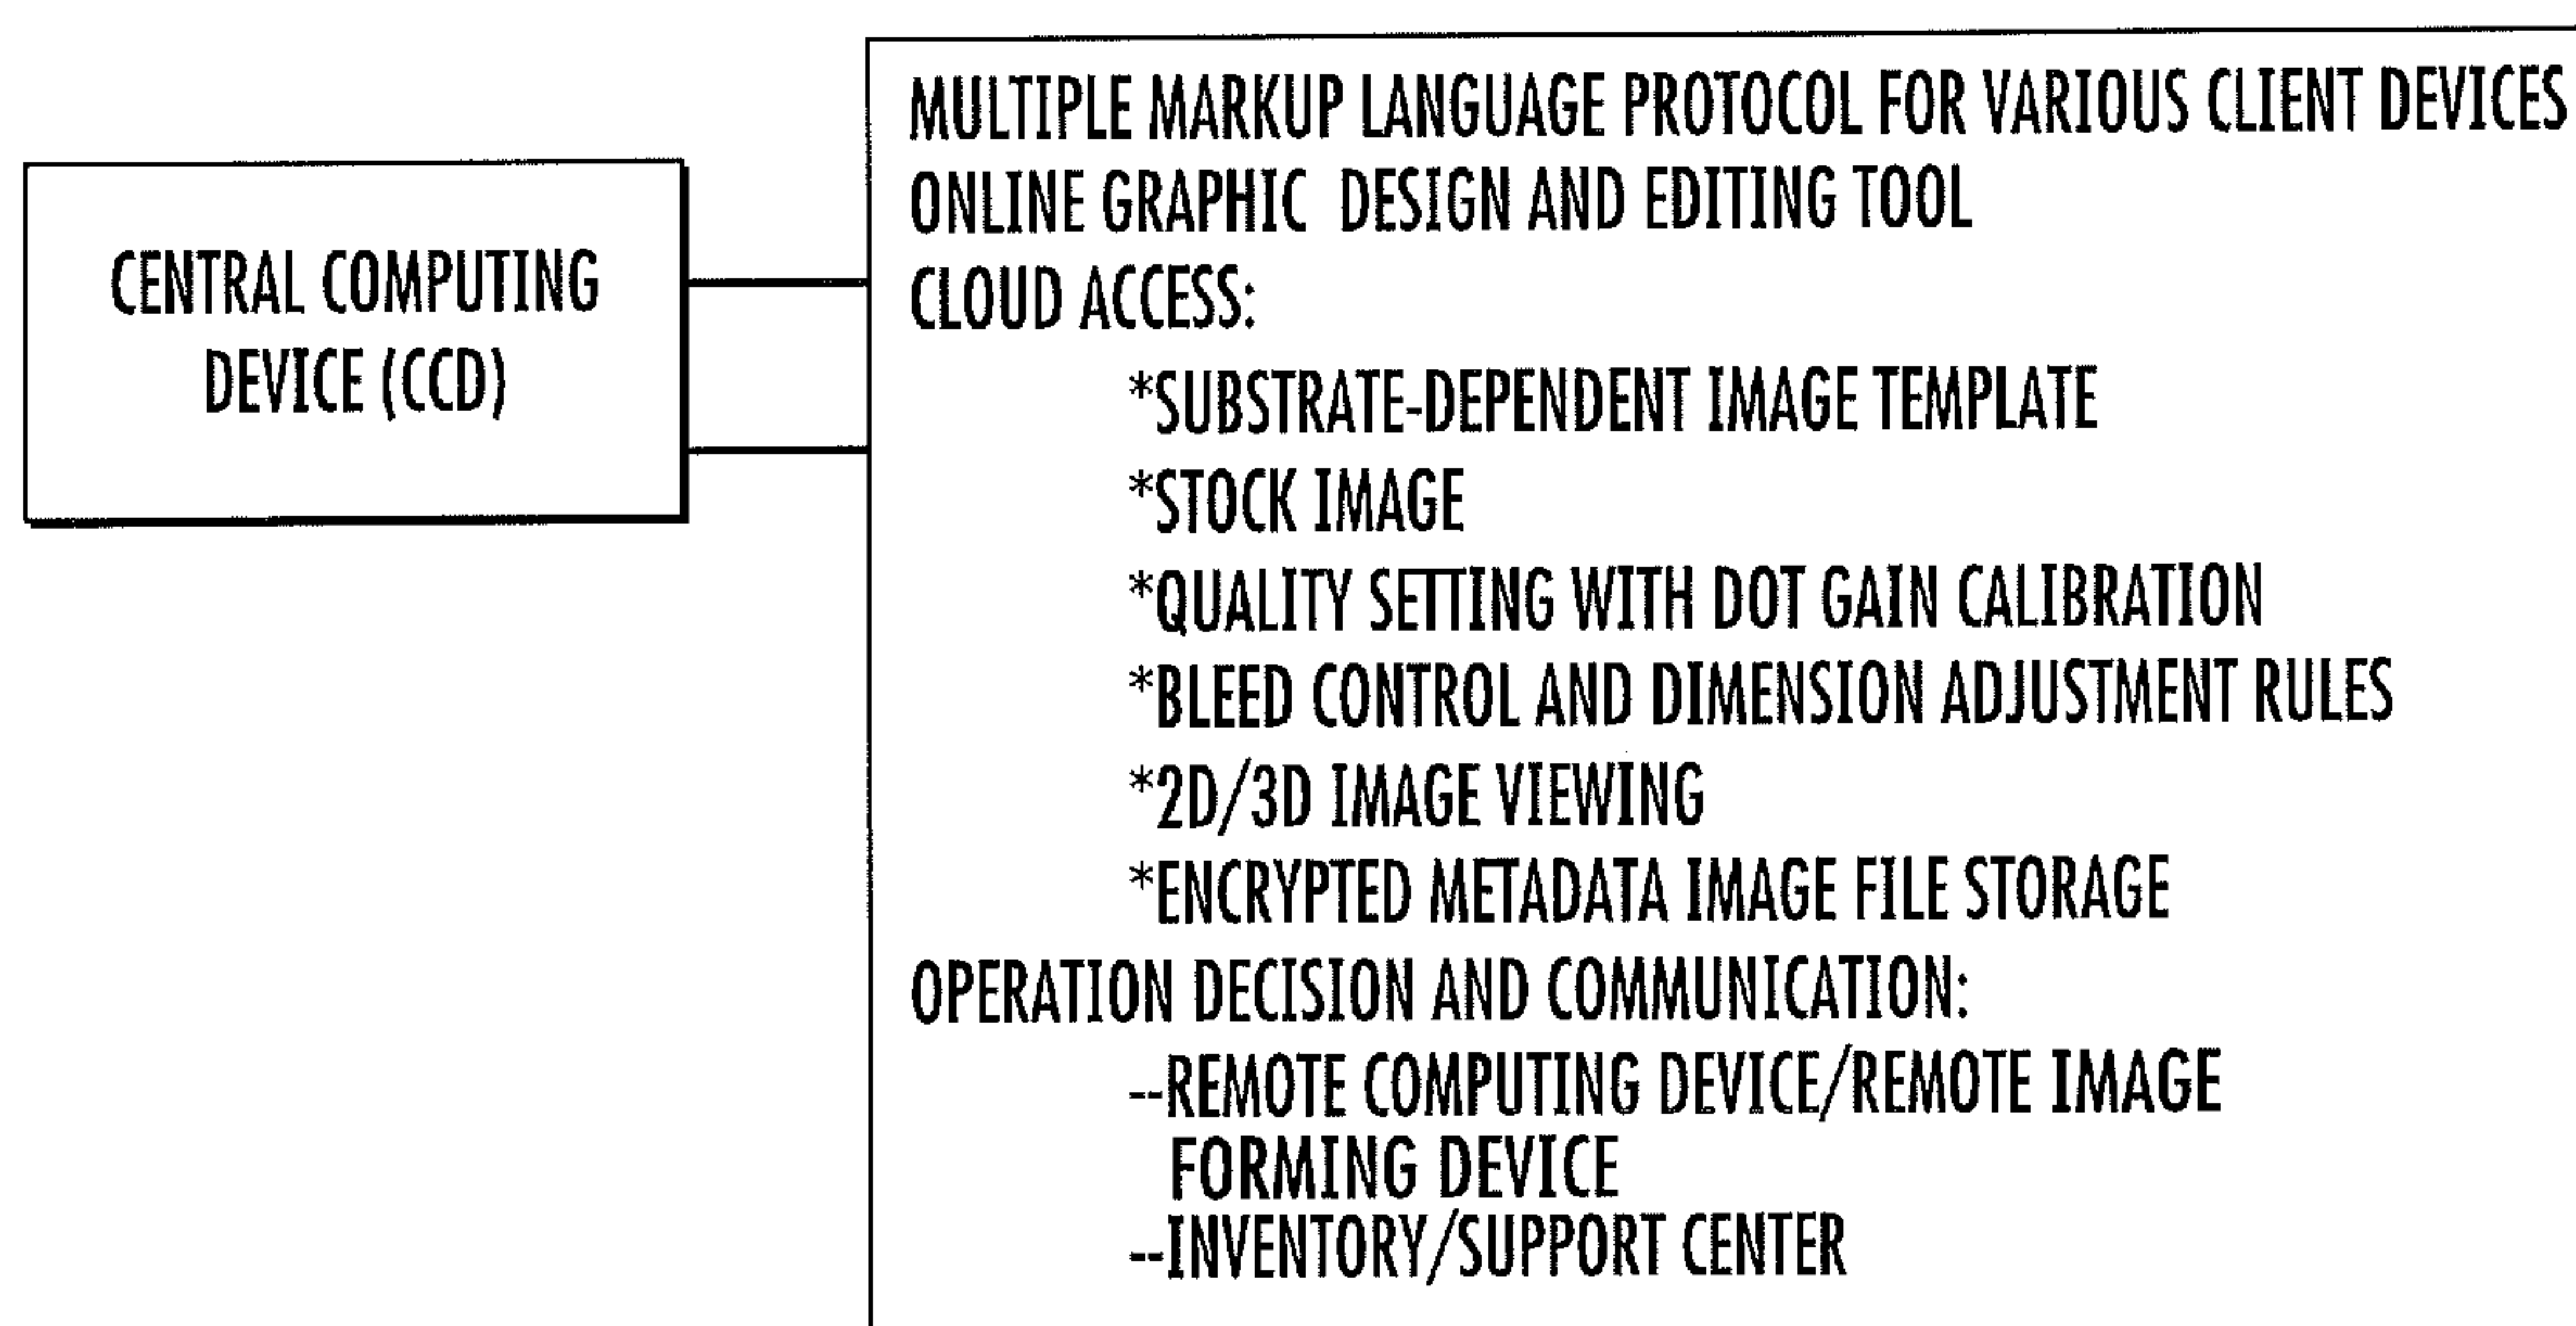 CENTRAL COMPUTING
DEVICE (CCD)
MULTIPLE MARKUP LANGUAGE PROTOCOL FOR VARIOUS CLIENT DEVICES
ONLINE GRAPHIC DESIGN AND EDITING TOOL
CLOUD ACCESS:
*SUBSTRATE-DEPENDENT IMAGE TEMPLATE
*STOCK IMAGE
*QUALITY SETTING WITH DOT GAIN CALIBRATION
*BLEED CONTROL AND DIMENSION ADJUSTMENT RULES
*2D/3D IMAGE VIEWING
*ENCRYPTED METADATA IMAGE FILE STORAGE
OPERATION DECISION AND COMMUNICATION:
--REMOTE COMPUTING DEVICE/REMOTE IMAGE
FORMING DEVICE
--INVENTORY/SUPPORT CENTER